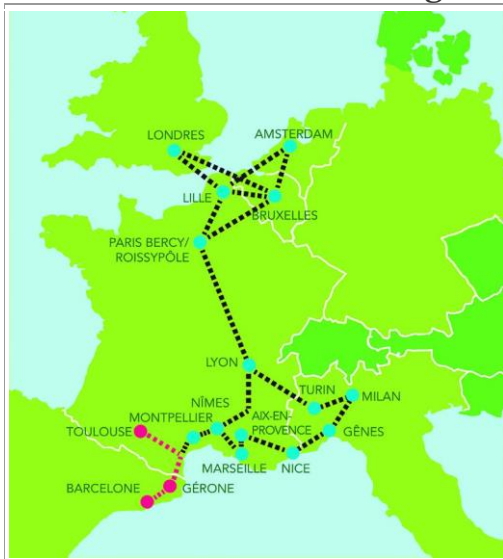 LONDRES
AMSTERDAM
LILLE
BRUXELLES
PARIS BERCY/
ROISSYPÔLE
LYON
TURIN
MILAN
NÎMES
AIX-EN-
PROVENCE
MONTPELLIER
TOULOUSE
GÊNES
MARSEILLE
NICE
BARCELONE
GÉRONE